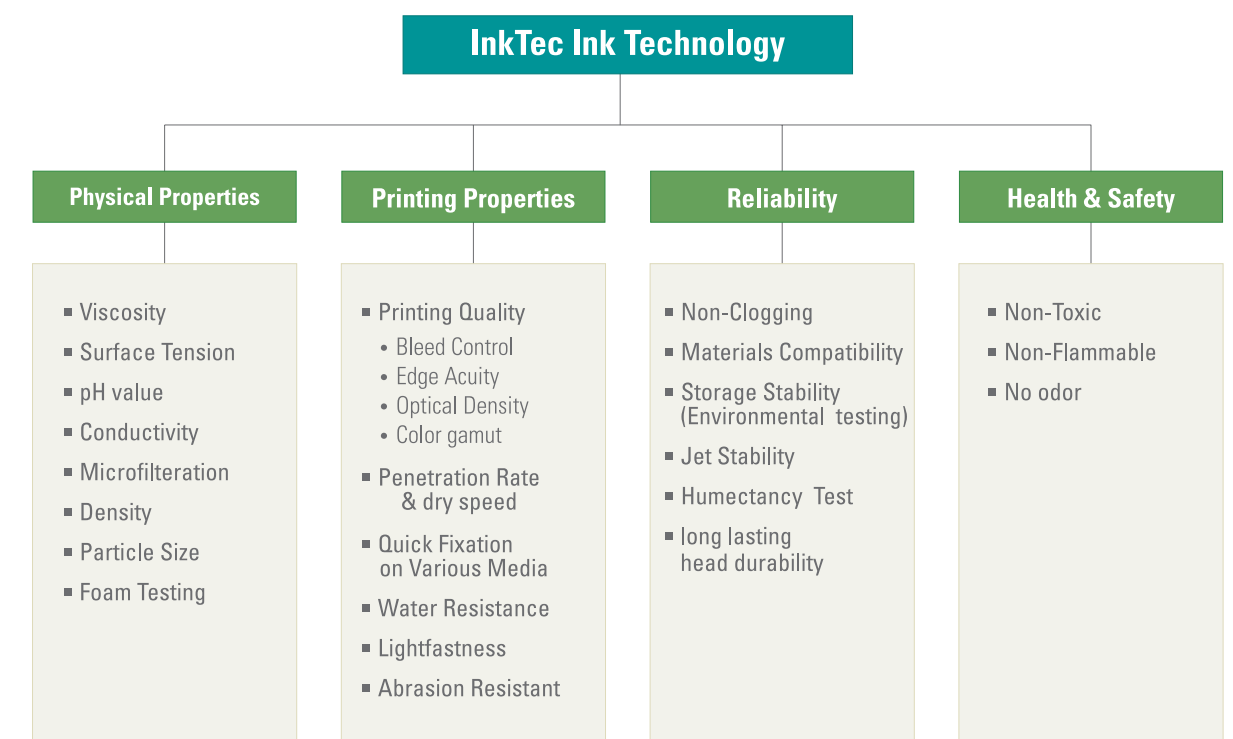 InkTec Ink Technology
Physical Properties
Viscosity
Surface Tension
pH value
Conductivity
Microfilteration
Density
Particle Size
Foam Testing
Printing Properties
Printing Quality
Bleed Control
Edge Acuity
Optical Density
Color gamut
Penetration Rate
& dry speed
Quick Fixation
on Various Media
Water Resistance
Lightfastness
Abrasion Resistant
Reliability
Non-Clogging
Materials Compatibility
Storage Stability
(Environmental testing)
Jet Stability
Humectancy Test
long lasting
head durability
Health & Safety
Non-Toxic
Non-Flammable
No odor